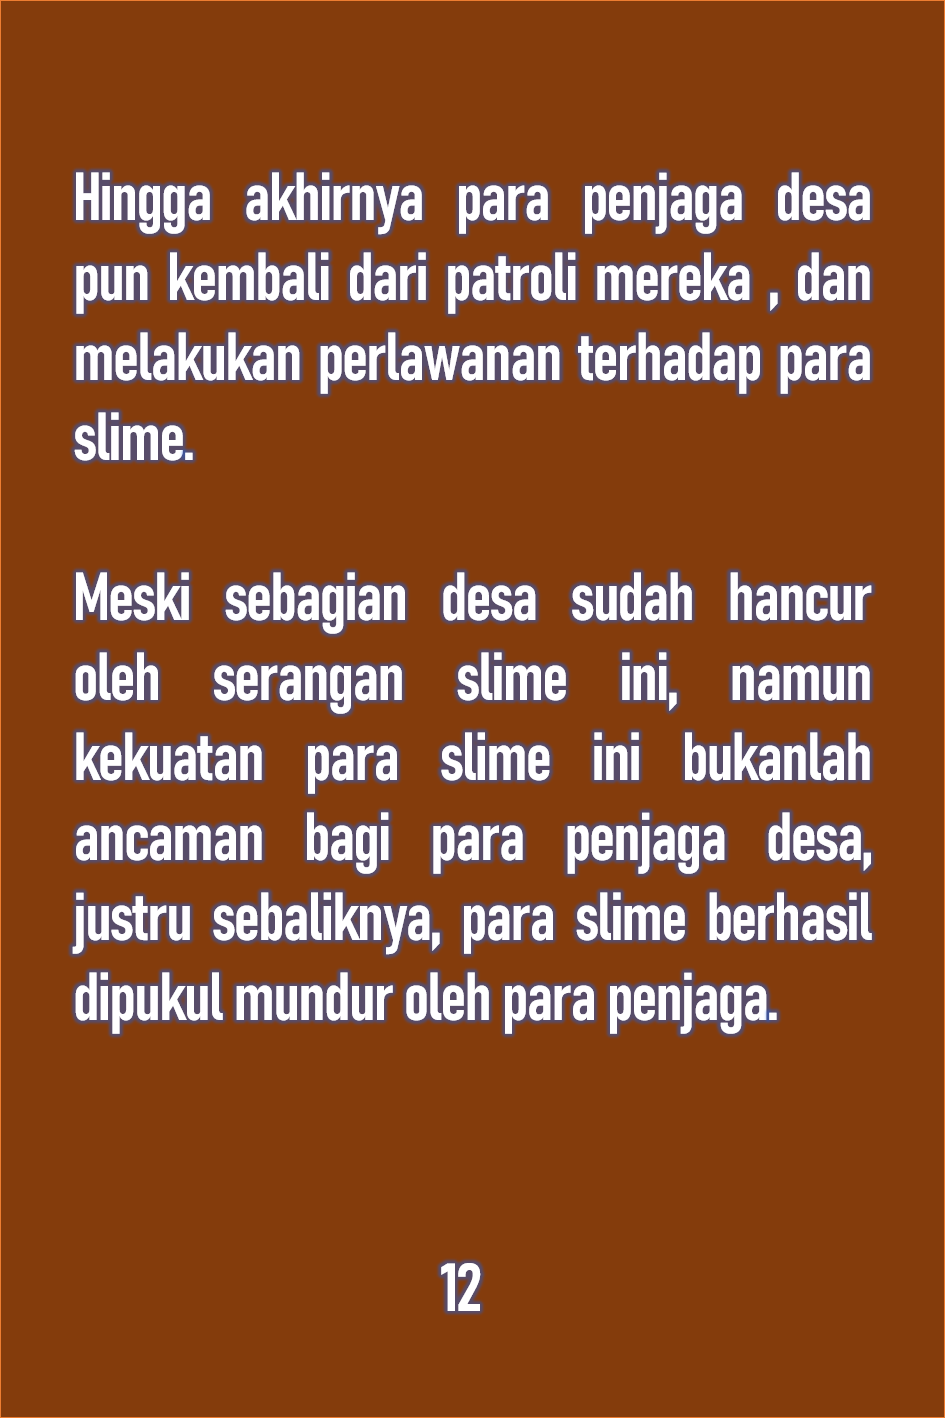 Hingga akhirnya para penjaga desa
pun kembali dari patroli mereka , dan
melakukan perlawanan terhadap para
slime.
Meski sebagian desa sudah hancur
oleh serangan slime ini, namun
kekuatan para slime ini bukanlah
ancaman bagi para penjaga desa,
justru sebaliknya, para slime berhasil
dipukul mundur oleh para penjaga.
12